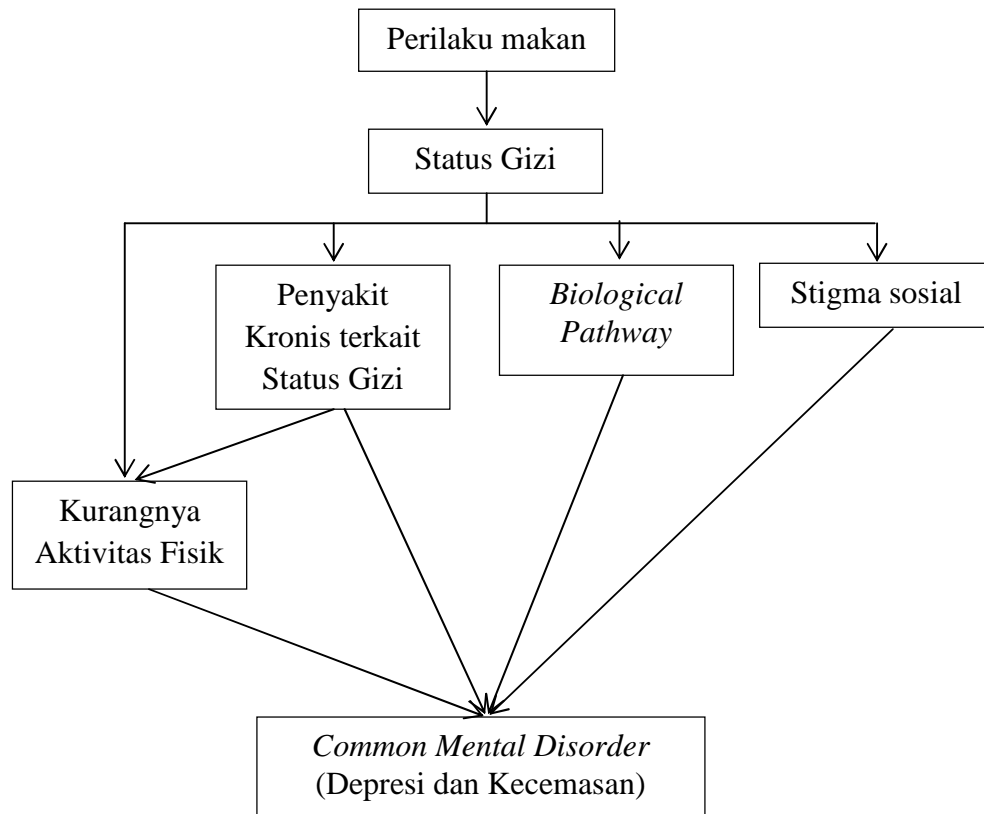 Perilaku makan
Status Gizi
Penyakit
Kronis terkait
Status Gizi
Biological
Pathway
Stigma sosial
Kurangnya
Aktivitas Fisik
Common Mental Disorder
(Depresi dan Kecemasan)